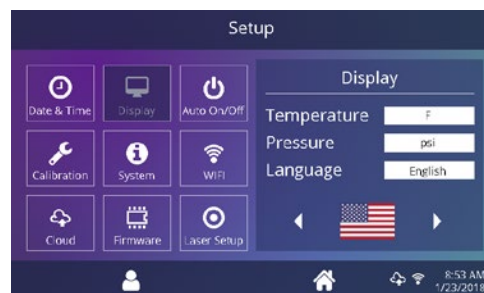 Setup
Date & Time
Display
Auto On/Off
Calibration
System
WIFI
Cloud
Firmware
Laser Setup
Display
Temperature F
Pressure psi
Language English
8:53 AM
1/23/2018